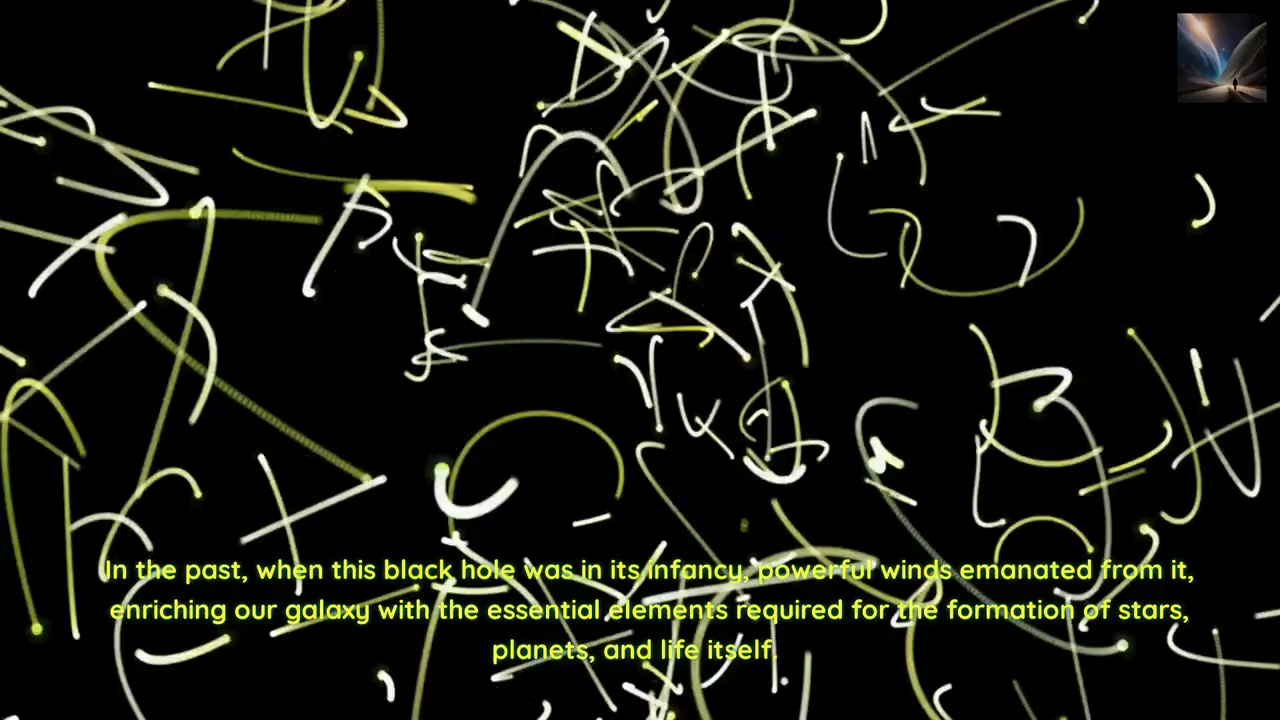 In the past, when this black hole was in its infancy, powerful winds emanated from it,
enriching our galaxy with the essential elements required for the formation of stars,
planets, and life itself.